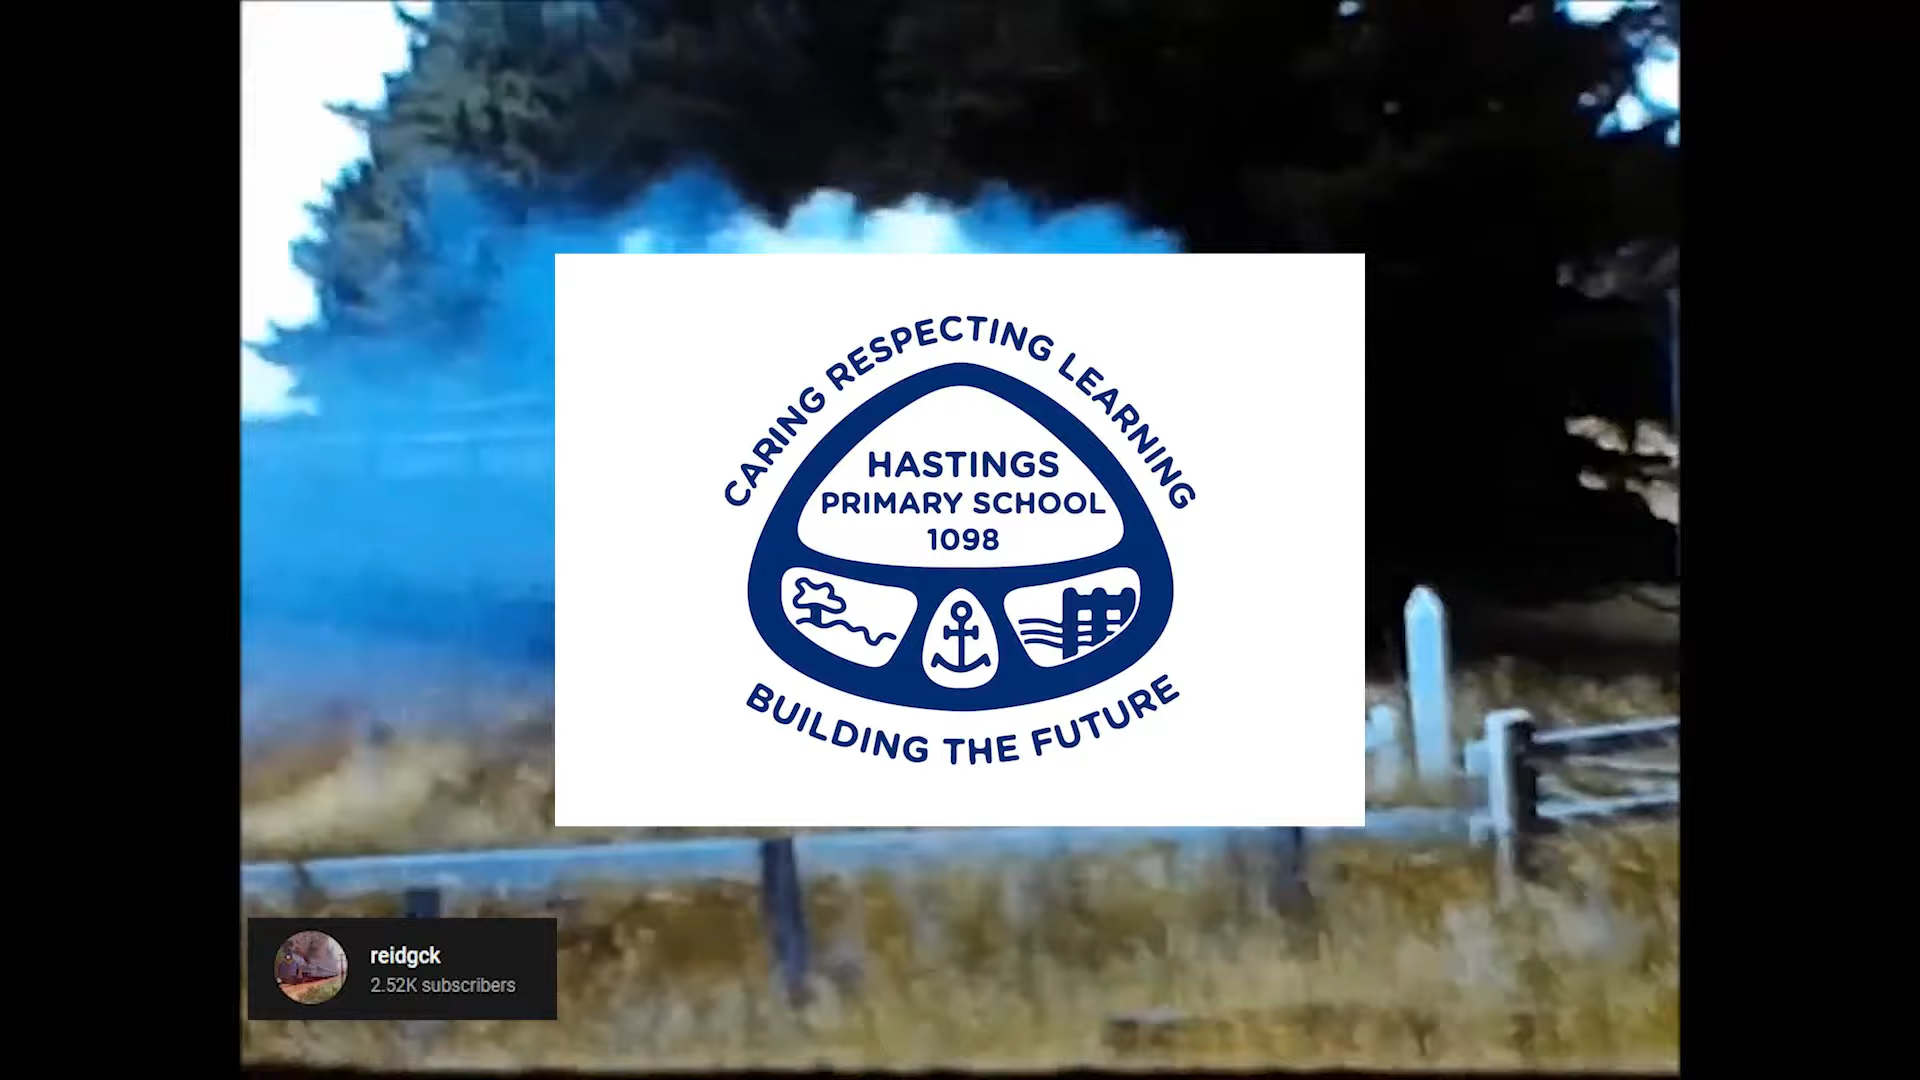 CARING RESPECTING LEARNING
HASTINGS
PRIMARY SCHOOL
1098
BUILDING THE FUTURE
reidgck
2.52K subscribers